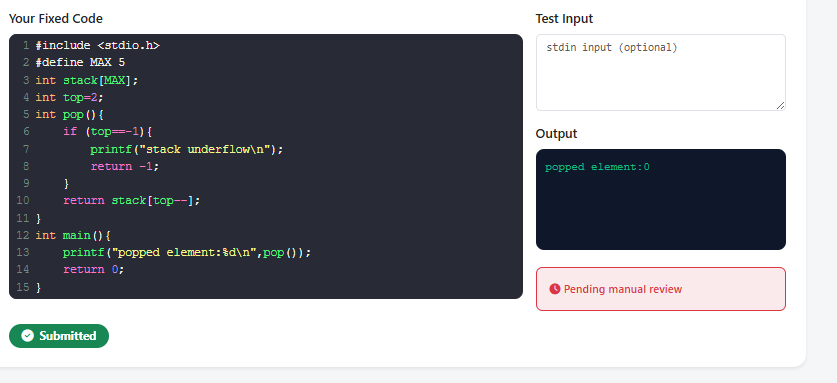 Your Fixed Code
1 #include <stdio.h>
2 #define MAX 5
3 int stack[MAX];
4 int top=2;
5 int pop(){
6     if (top==-1){
7         printf("stack underflow\n");
8         return -1;
9     }
10     return stack[top--];
11 }
12 int main(){
13     printf("popped element:%d\n",pop());
14     return 0;
15 }
Submitted
Test Input
stdin input (optional)
Output
popped element:0
Pending manual review